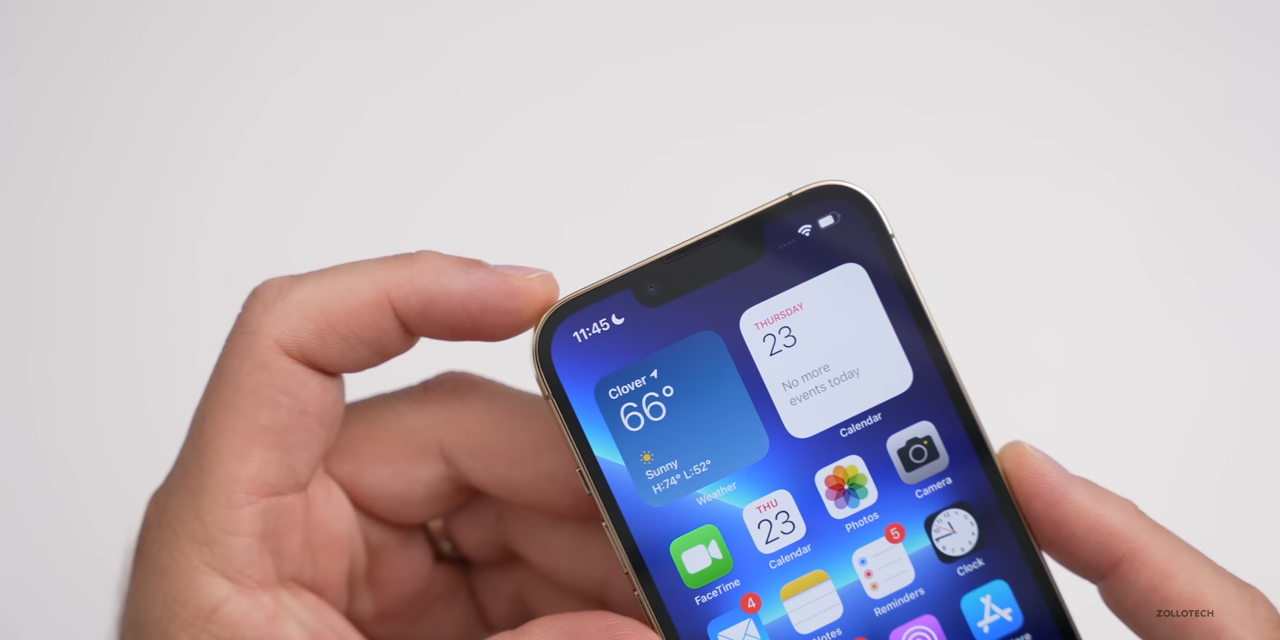 11:45
Clover
66°
Sunny
H:74° L:52°
Weather
THURSDAY
23
No more
events today
Calendar
FaceTime
THU
23
Calendar
Photos
Camera
4
Notes
5
Reminders
Clock
ZOLLOTECH